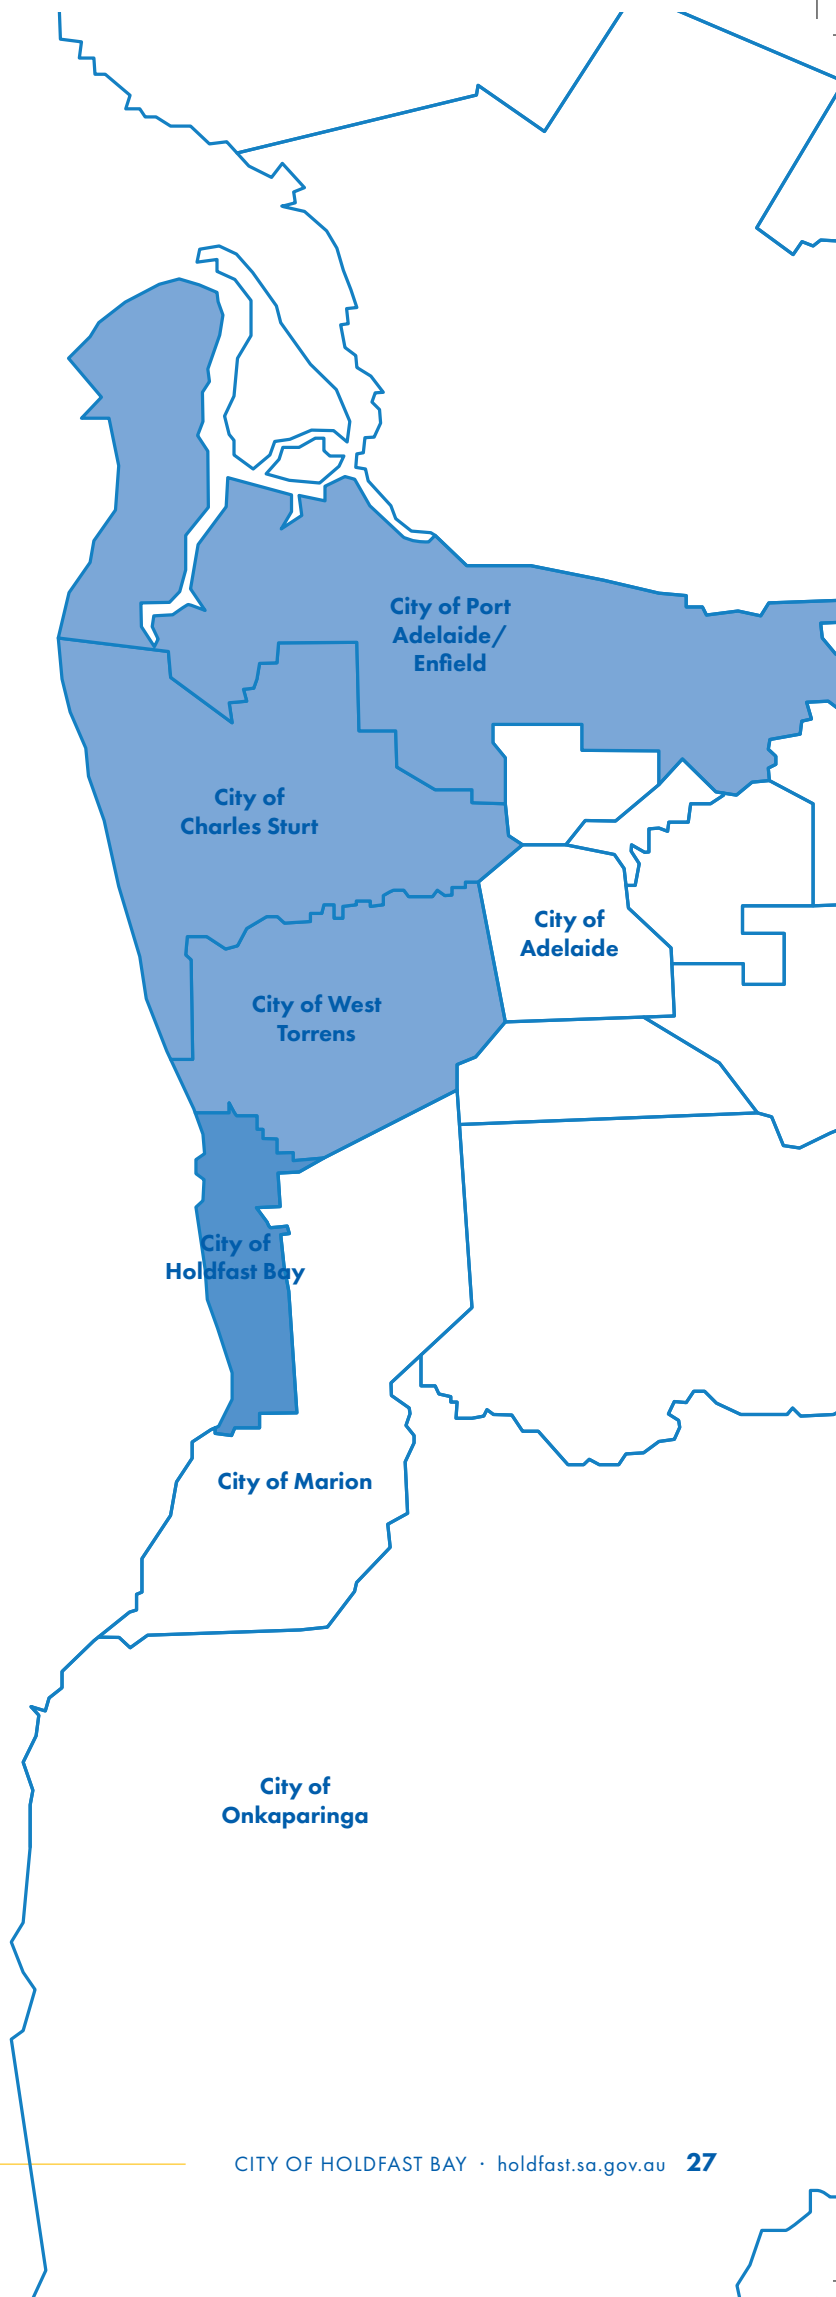 City of Port
Adelaide/
Enfield
City of
Charles Sturt
City of
Adelaide
City of West
Torrens
City of
Holdfast Bay
City of Marion
City of
Onkaparinga
CITY OF HOLDFAST BAY · holdfast.sa.gov.au 27